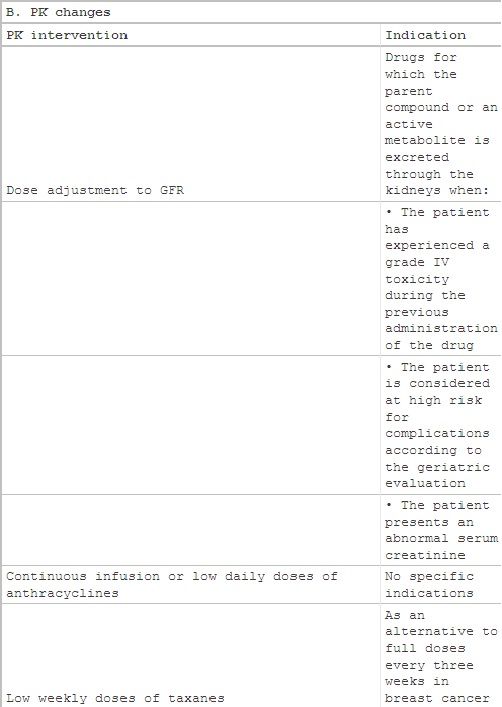 B. PK changes
PK intervention
Indication
Drugs for
which the
parent
compound or an
active
metabolite is
excreted
through the
Dose adjustment to GFR
kidneys when:
• The patient
has
experienced a
grade IV
toxicity
during the
previous
administration
of the drug
• The patient
is considered
at high risk
for
complications
according to
the geriatric
evaluation
• The patient
presents an
abnormal serum
creatinine
Continuous infusion or low daily doses of
anthracyclines
No specific
indications
As an
alternative to
full doses
every three
weeks in
Low weekly doses of taxanes
breast cancer